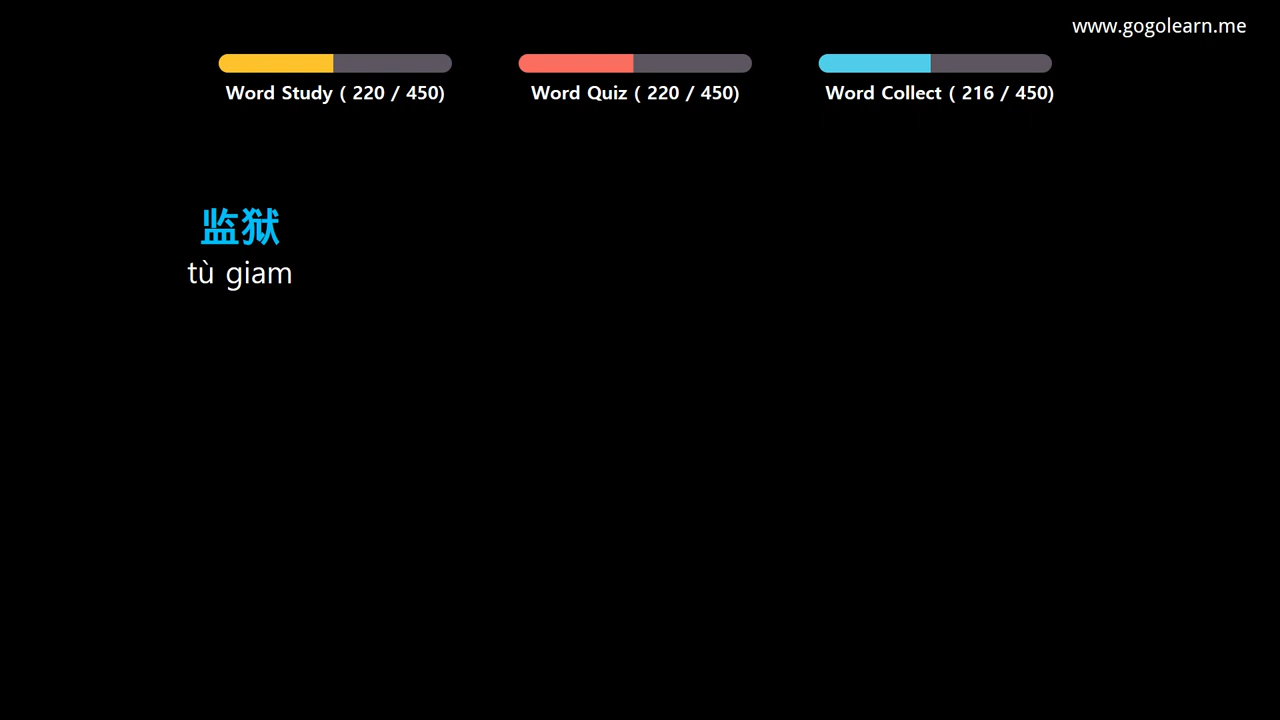 www.gogolearn.me
Word Study ( 220 / 450)
Word Quiz ( 220 / 450)
Word Collect ( 216 / 450)
监狱
tù giam